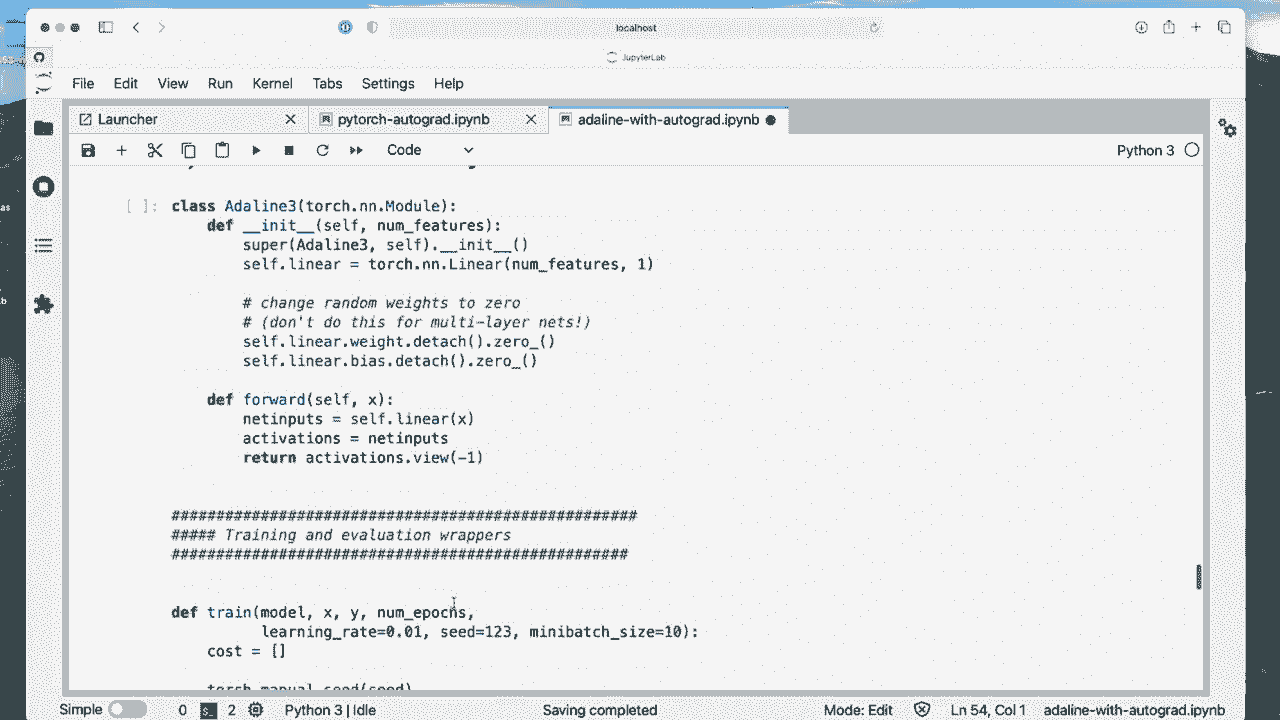 localhost
JupyterLab
File Edit View Run Kernel Tabs Settings Help
Launcher pytorch-autograd.ipynb adaline-with-autograd.ipynb
Code Python 3
[ ]: class Adaline3(torch.nn.Module):
def __init__(self, num_features):
super(Adaline3, self).__init__()
self.linear = torch.nn.Linear(num_features, 1)
# change random weights to zero
# (don't do this for multi-layer nets!)
self.linear.weight.detach().zero_()
self.linear.bias.detach().zero_()
def forward(self, x):
netinputs = self.linear(x)
activations = netinputs
return activations.view(-1)
####################################################
##### Training and evaluation wrappers
###################################################
def train(model, x, y, num_epochs,
learning_rate=0.01, seed=123, minibatch_size=10):
cost = []
torch.manual_seed(seed)
Simple 0 2 Python 3 | Idle Saving completed Mode: Edit Ln 54, Col 1 adaline-with-autograd.ipynb